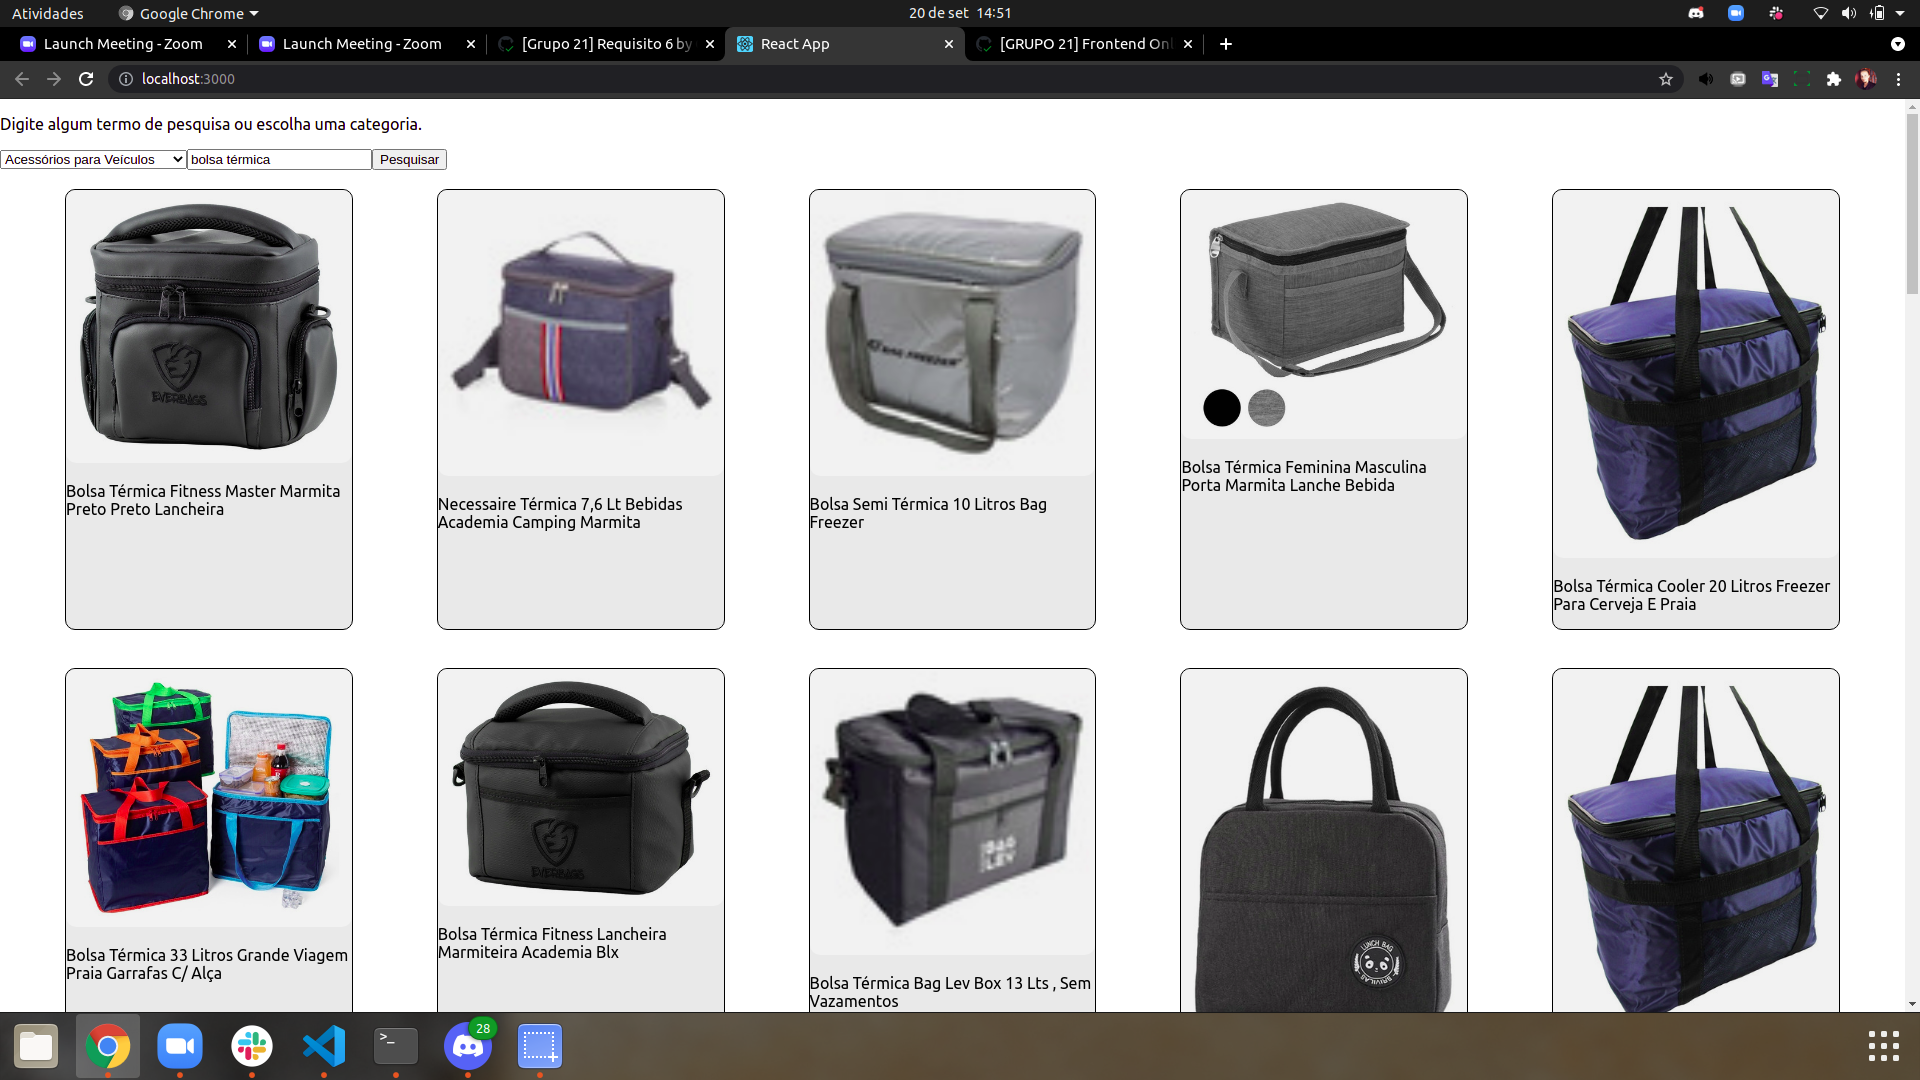 Atividades
Google Chrome
20 de set 14:51
Launch Meeting - Zoom
Launch Meeting - Zoom
[Grupo 21] Requisito 6 by
React App
[GRUPO 21] Frontend Onl
localhost:3000
Digite algum termo de pesquisa ou escolha uma categoria.
Acessórios para Veículos
bolsa térmica
Pesquisar
EVERBAGS
BAG FREEZER
Bolsa Térmica Fitness Master Marmita
Preto Preto Lancheira
Necessaire Térmica 7,6 Lt Bebidas
Academia Camping Marmita
Bolsa Semi Térmica 10 Litros Bag
Freezer
Bolsa Térmica Feminina Masculina
Porta Marmita Lanche Bebida
Bolsa Térmica Cooler 20 Litros Freezer
Para Cerveja E Praia
EVERBAGS
BAG
LEV
LUNCH BAG
Bolsa Térmica 33 Litros Grande Viagem
Praia Garrafas C/ Alça
Bolsa Térmica Fitness Lancheira
Marmiteira Academia Blx
Bolsa Térmica Bag Lev Box 13 Lts , Sem
Vazamentos
28